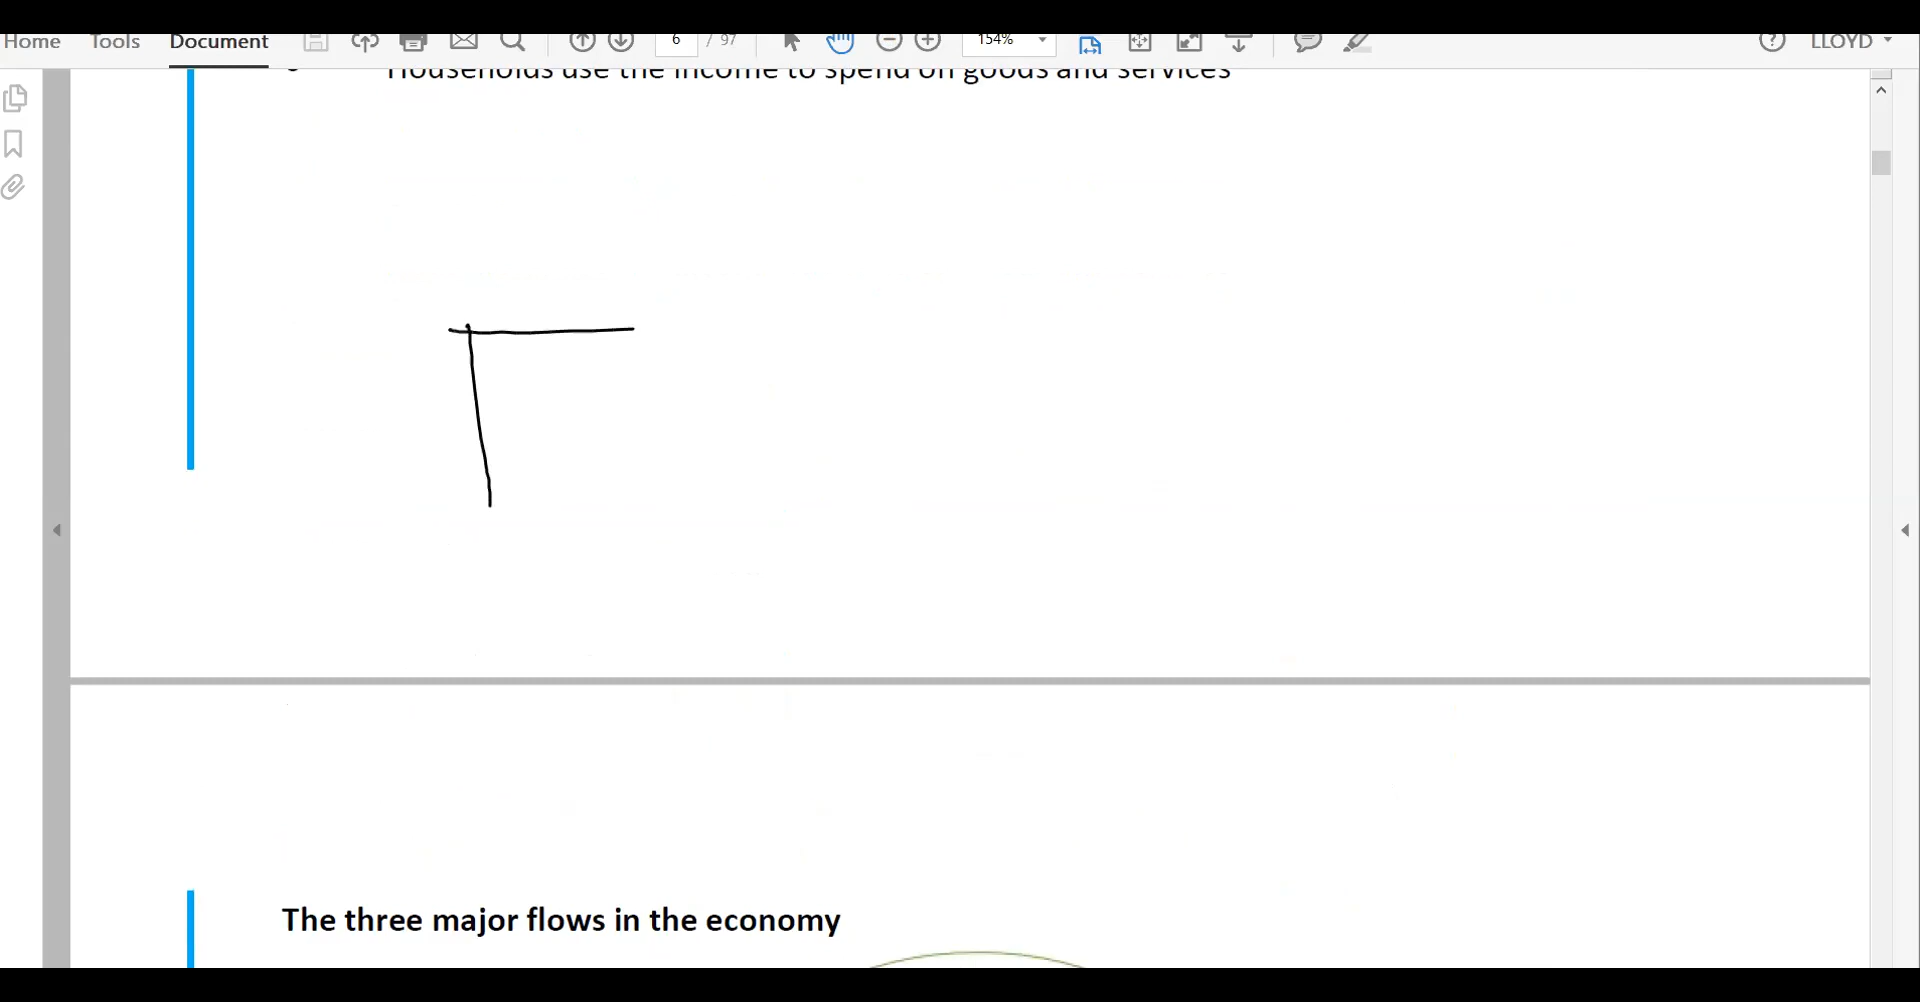 Home Tools Document 6 / 97 154% LLOYD
Households use the income to spend on goods and services
The three major flows in the economy